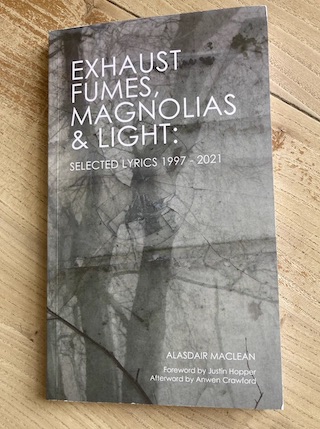 EXHAUST
FUMES,
MAGNOLIAS
& LIGHT:
SELECTED LYRICS 1997 - 2021
ALASDAIR MACLEAN
Foreword by Justin Hopper
Afterword by Anwen Crawford